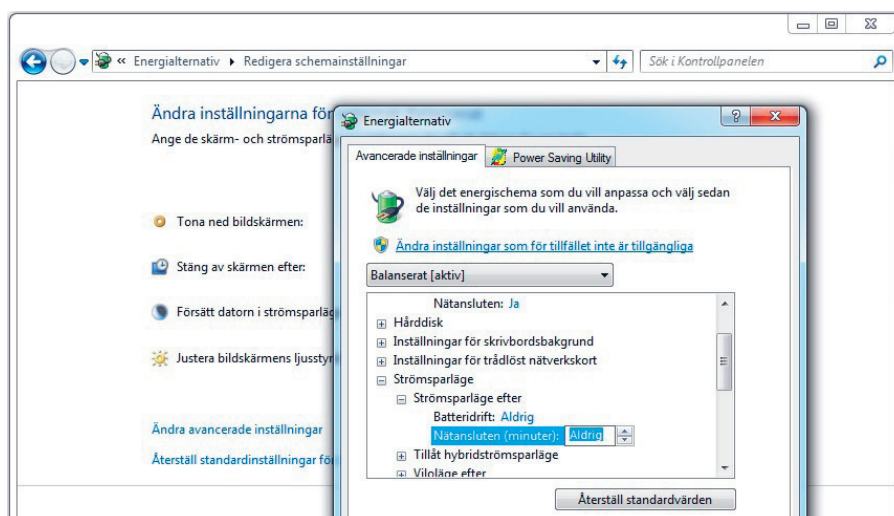 « Energialternativ ▸ Redigera schemainställningar
Sök i Kontrollpanelen
Ändra inställningarna för
Ange de skärm- och strömsparlä
Tona ned bildskärmen:
Stäng av skärmen efter:
Försätt datorn i strömsparläg
Justera bildskärmens ljusstyr
Ändra avancerade inställningar
Återställ standardinställningar fö
Energialternativ
Avancerade inställningar
Power Saving Utility
Välj det energischema som du vill anpassa och välj sedan
de inställningar som du vill använda.
Ändra inställningar som för tillfället inte är tillgängliga
Balanserat [aktiv]
Nätansluten: Ja
Hårddisk
Inställningar för skrivbordsbakgrund
Inställningar för trådlöst nätverkskort
Strömsparläge
Strömsparläge efter
Batteridrift: Aldrig
Nätansluten (minuter): Aldrig
Tillåt hybridströmsparläge
Viloläge efter
Återställ standardvärden